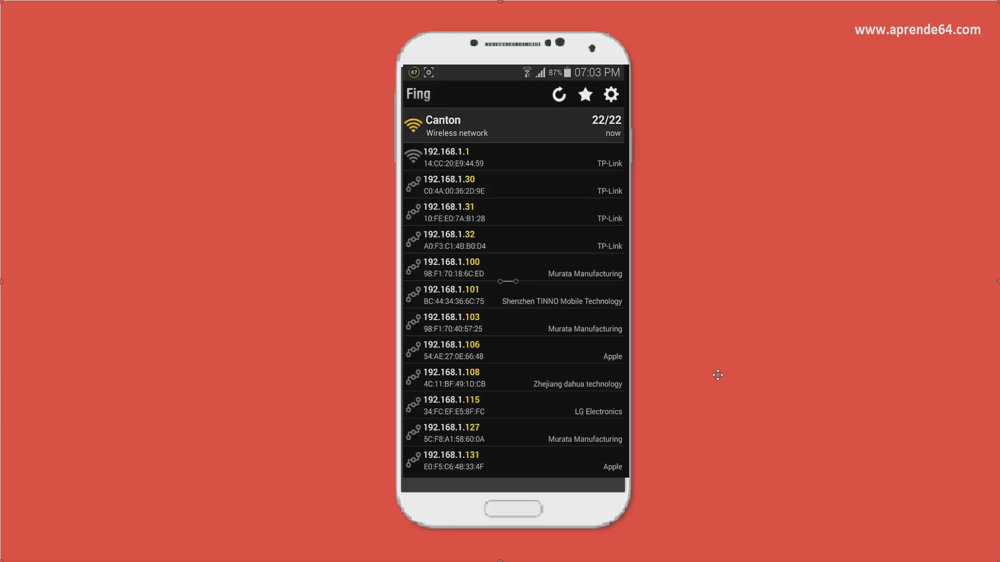 www.aprende64.com
87 87% 07:03 PM
Fing
Canton 22/22
Wireless network now
192.168.1.1
14:CC:20:E9:44:59 TP-Link
192.168.1.30
C0:4A:00:36:2D:9E TP-Link
192.168.1.31
10:FE:ED:7A:B1:28 TP-Link
192.168.1.32
A0:F3:C1:4B:B0:D4 TP-Link
192.168.1.100
98:F1:70:18:6C:ED Murata Manufacturing
192.168.1.101
BC:44:34:36:6C:75 Shenzhen TINNO Mobile Technology
192.168.1.103
98:F1:70:40:57:25 Murata Manufacturing
192.168.1.106
54:AE:27:0E:66:48 Apple
192.168.1.108
4C:11:BF:49:1D:CB Zhejiang dahua technology
192.168.1.115
34:FC:EF:E5:8F:FC LG Electronics
192.168.1.127
5C:F8:A1:58:60:0A Murata Manufacturing
192.168.1.131
E0:F5:C6:4B:33:4F Apple